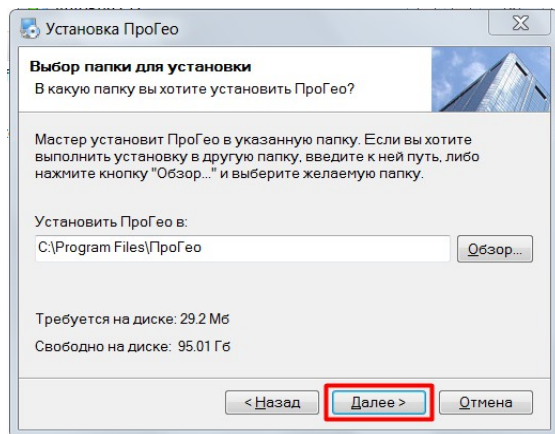 Установка ПроГео
Выбор папки для установки
В какую папку вы хотите установить ПроГео?
Мастер установит ПроГео в указанную папку. Если вы хотите
выполнить установку в другую папку, введите к ней путь, либо
нажмите кнопку "Обзор..." и выберите желаемую папку.
Установить ПроГео в:
C:\Program Files\ПроГео
Обзор...
Требуется на диске: 29.2 Мб
Свободно на диске: 95.01 Гб
< Назад
Далее >
Отмена